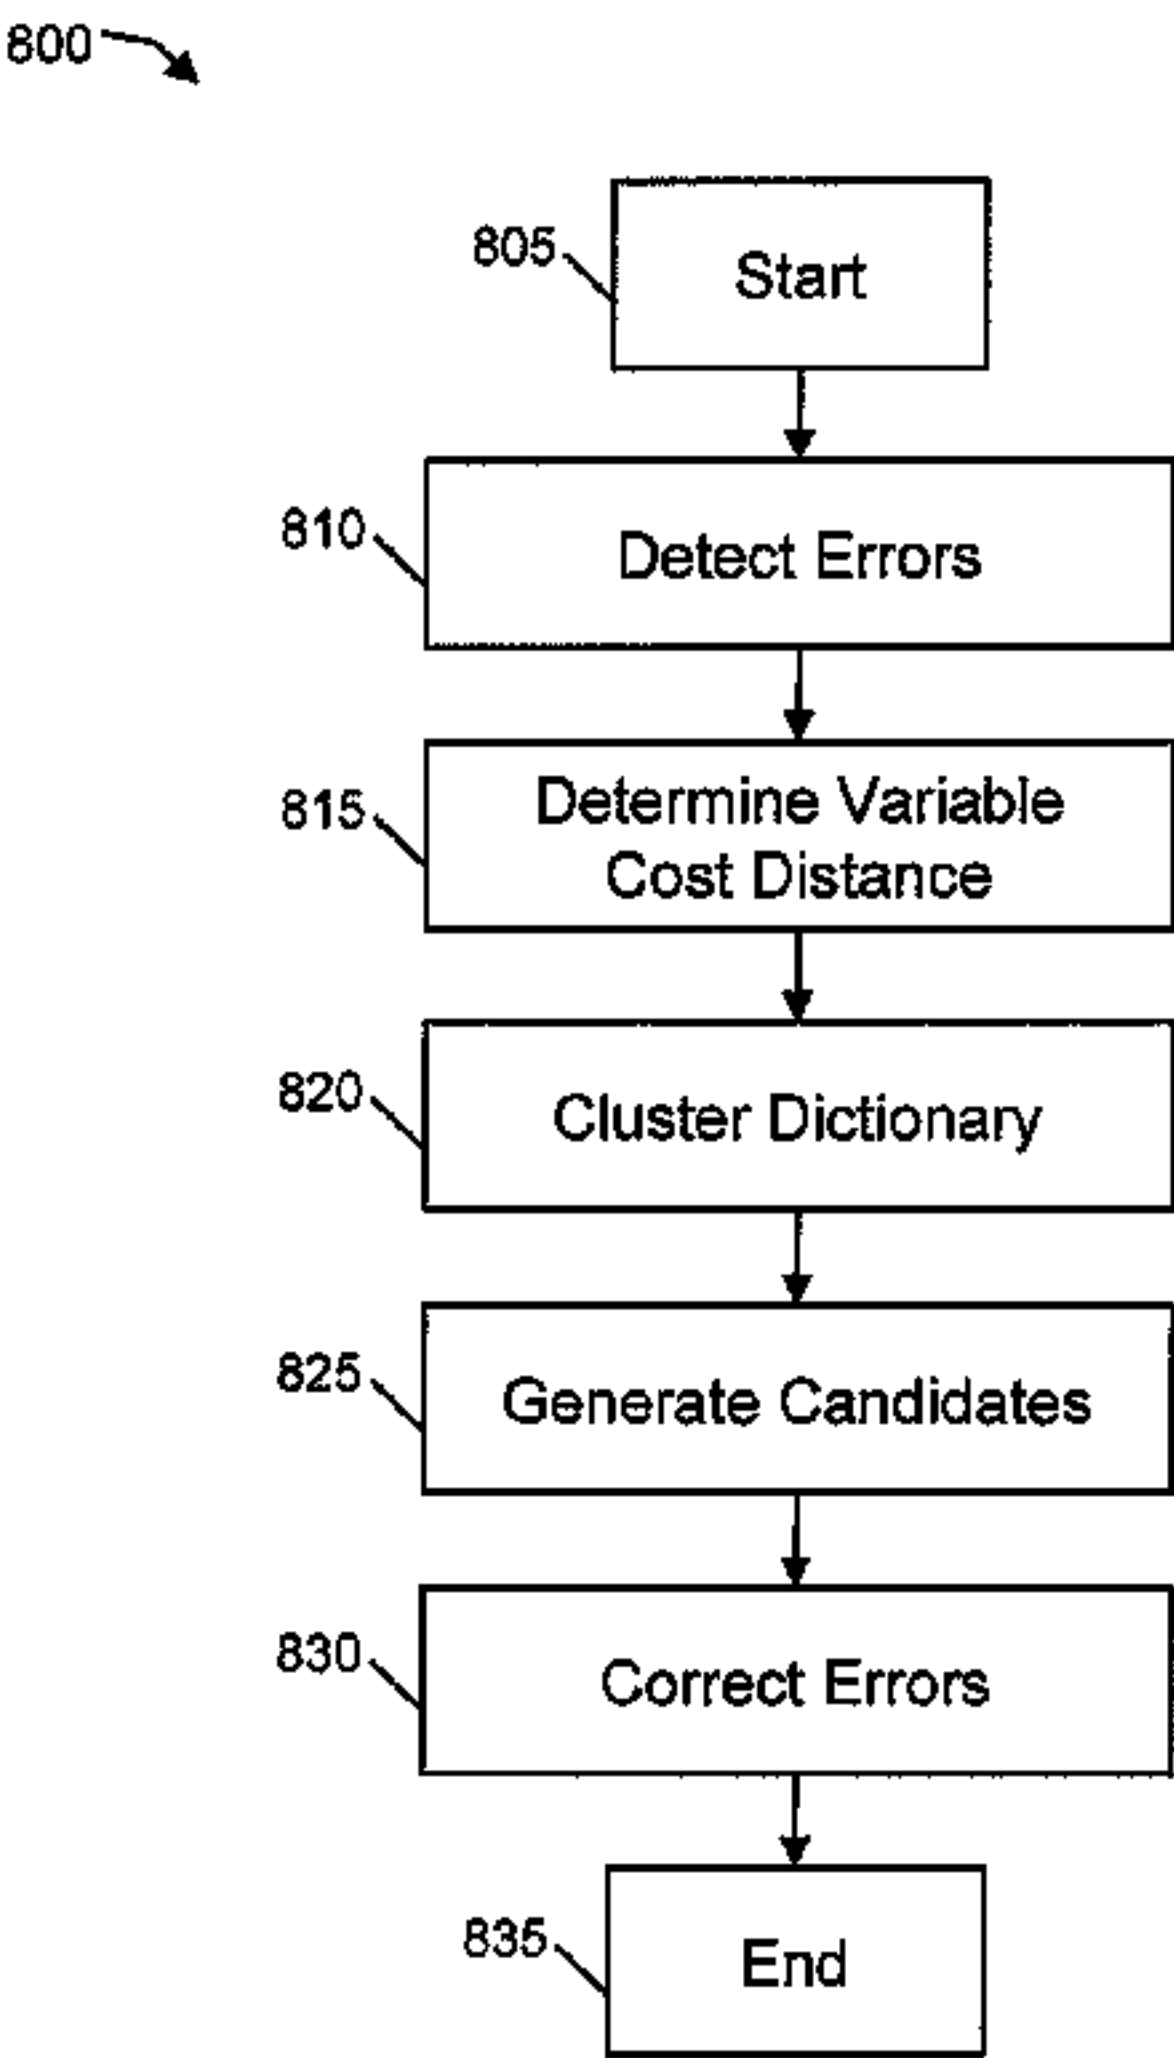 800
805
Start
810
Detect Errors
815
Determine Variable
Cost Distance
820
Cluster Dictionary
825
Generate Candidates
830
Correct Errors
835
End